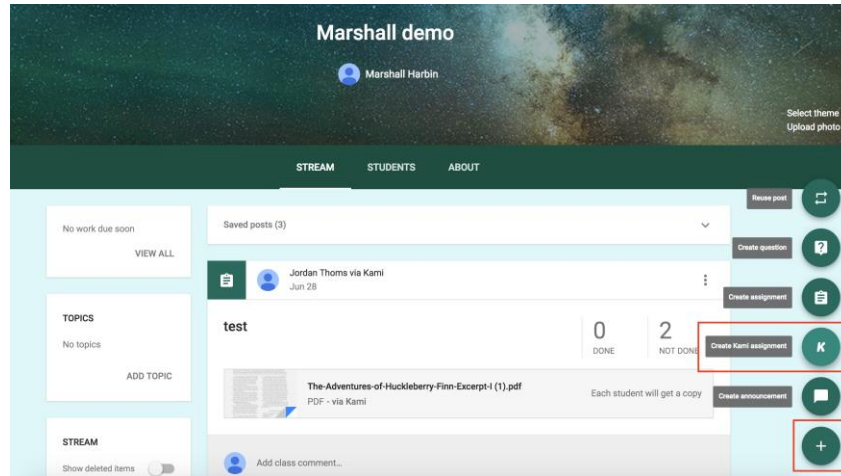 Marshall demo
Marshall Harbin
Select theme
Upload photo
STREAM STUDENTS ABOUT
Reuse post
No work due soon
VIEW ALL
Saved posts (3)
Create question
Jordan Thoms via Kami
Jun 28
Create assignment
TOPICS
No topics
ADD TOPIC
test
0
DONE
2
NOT DONE
Create Kami assignment
K
The-Adventures-of-Huckleberry-Finn-Excerpt-I (1).pdf
PDF - via Kami
Each student will get a copy
Create announcement
STREAM
Show deleted items
Add class comment...